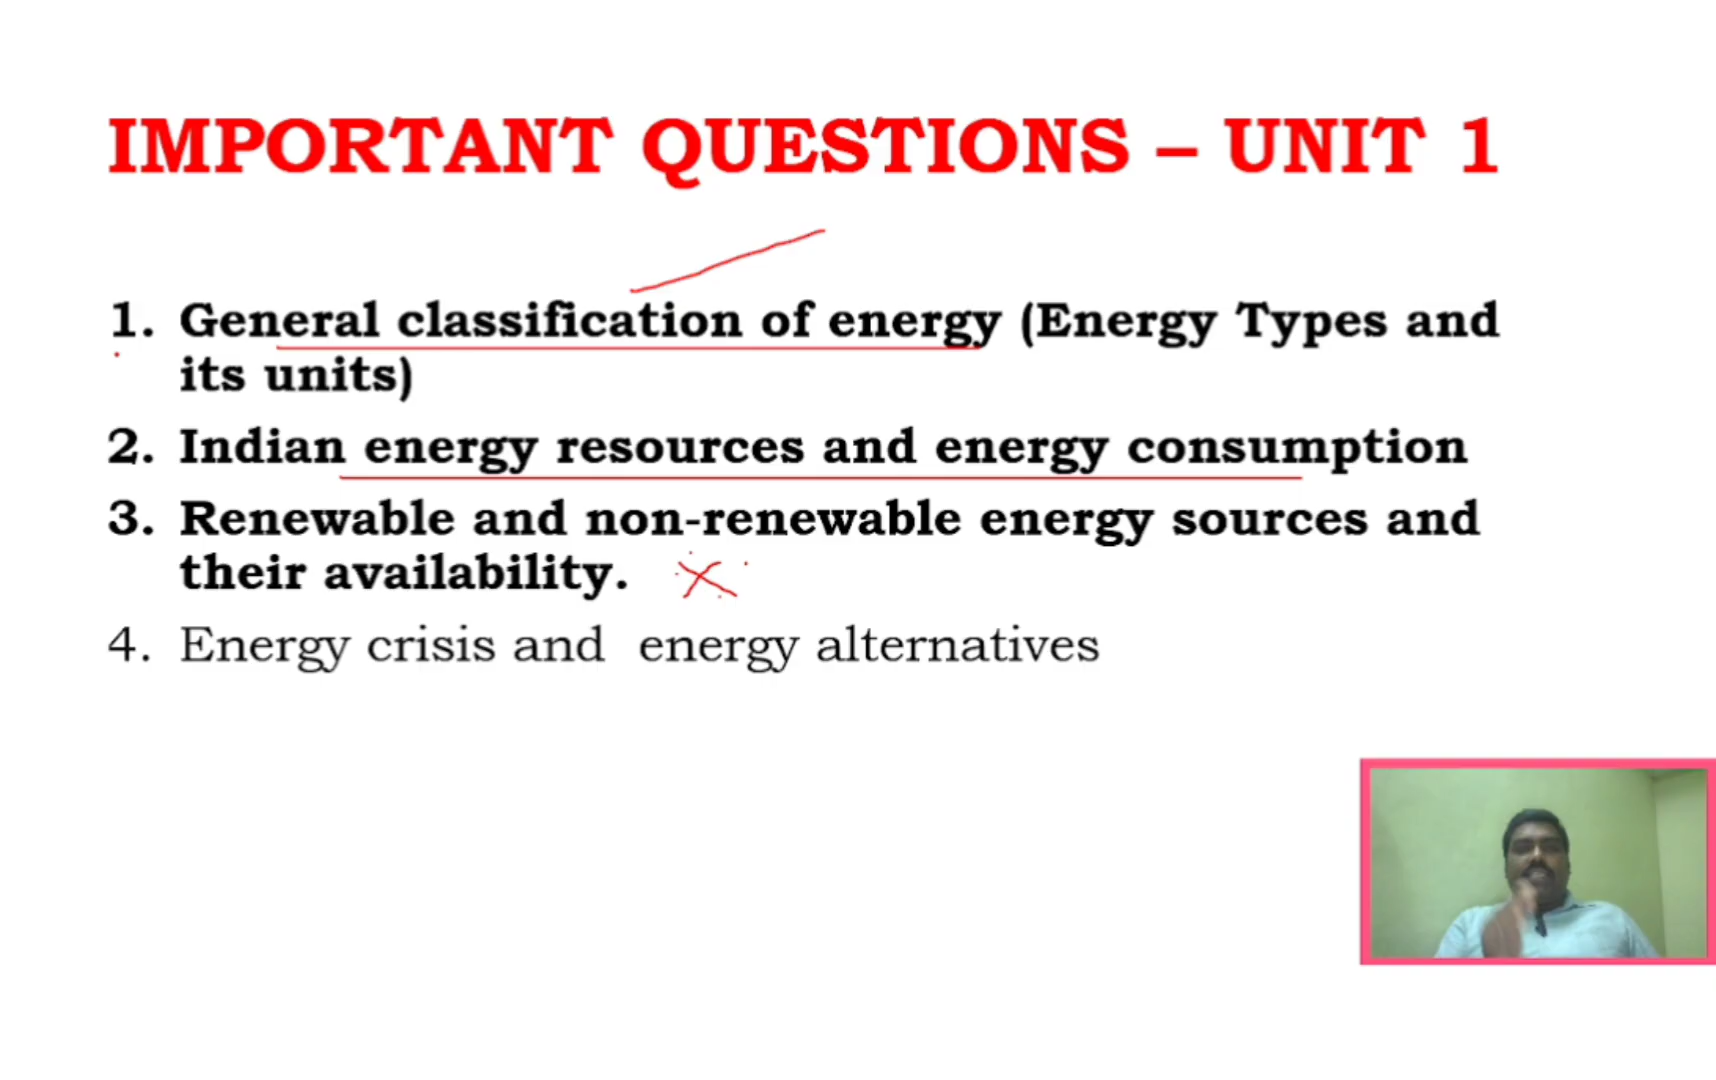 IMPORTANT QUESTIONS – UNIT 1
1. General classification of energy (Energy Types and
its units)
2. Indian energy resources and energy consumption
3. Renewable and non-renewable energy sources and
their availability.
4. Energy crisis and energy alternatives